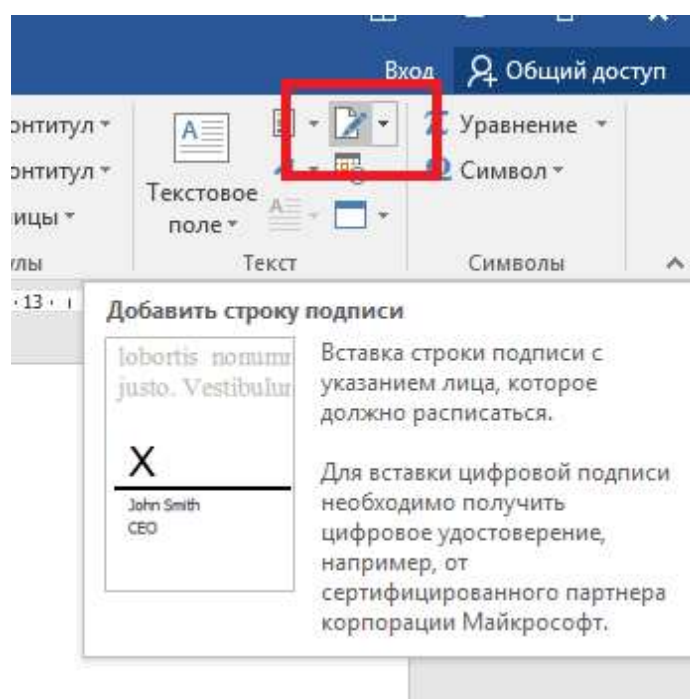 Вход Общий доступ
онтитул
онтитул
ицы
Текстовое
поле
Уравнение
Символ
лы
Текст
Символы
· 13 ·
Добавить строку подписи
lobortis nonumm
justo. Vestibulur
X
John Smith
CEO
Вставка строки подписи с
указанием лица, которое
должно расписаться.
Для вставки цифровой подписи
необходимо получить
цифровое удостоверение,
например, от
сертифицированного партнера
корпорации Майкрософт.